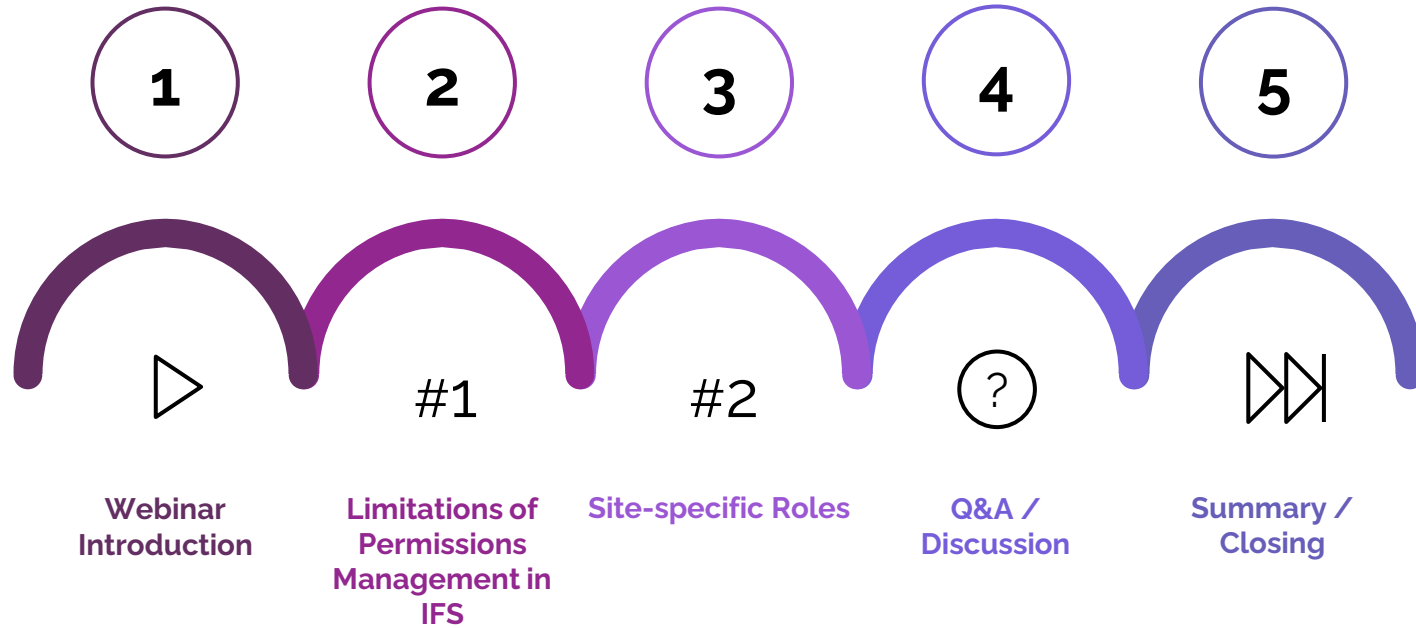 1
2
3
4
5
#1
#2
?
Webinar
Introduction
Limitations of
Permissions
Management in
IFS
Site-specific Roles
Q&A /
Discussion
Summary /
Closing